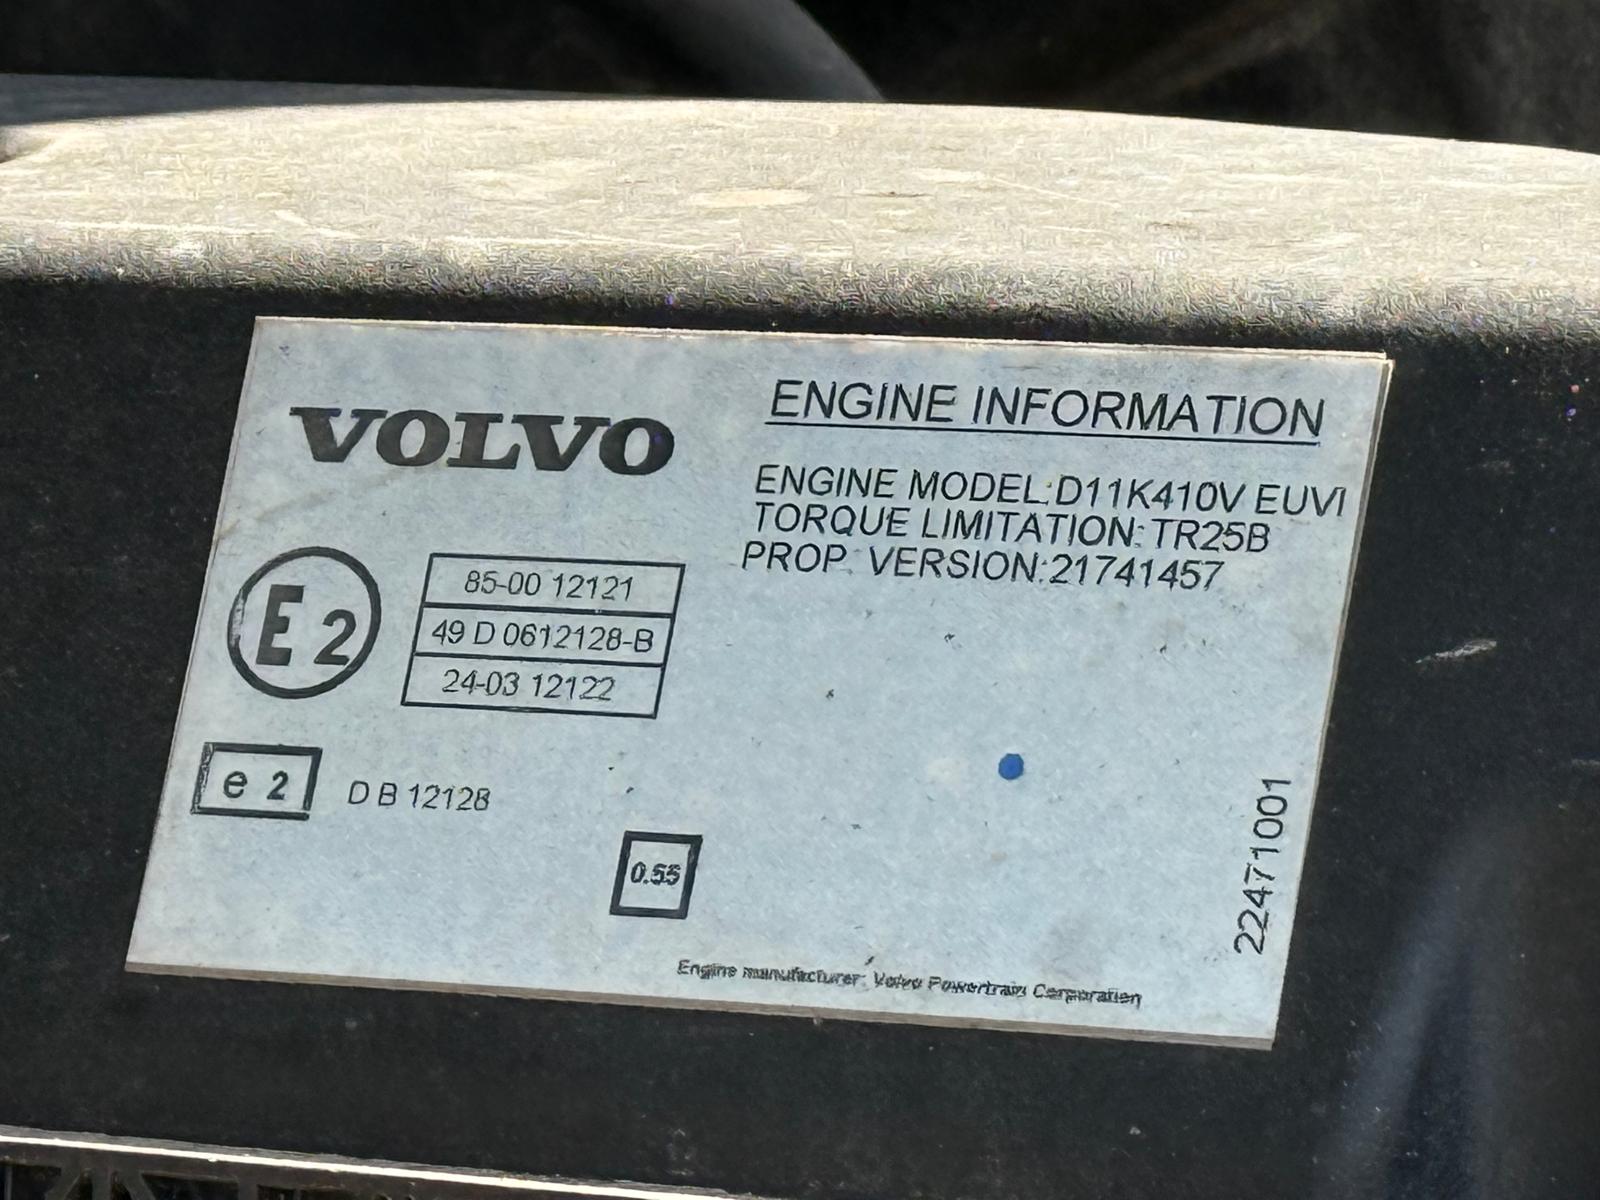 VOLVO
ENGINE INFORMATION
ENGINE MODEL:D11K410V EUVI
TORQUE LIMITATION: TR25B
PROP. VERSION:21741457
E2
85-00 12121
49 D 0612128-B
24-03 12122
e 2
D B 12128
0.55
22471001
Engine manufacturer: Volvo Powertrain Corporation